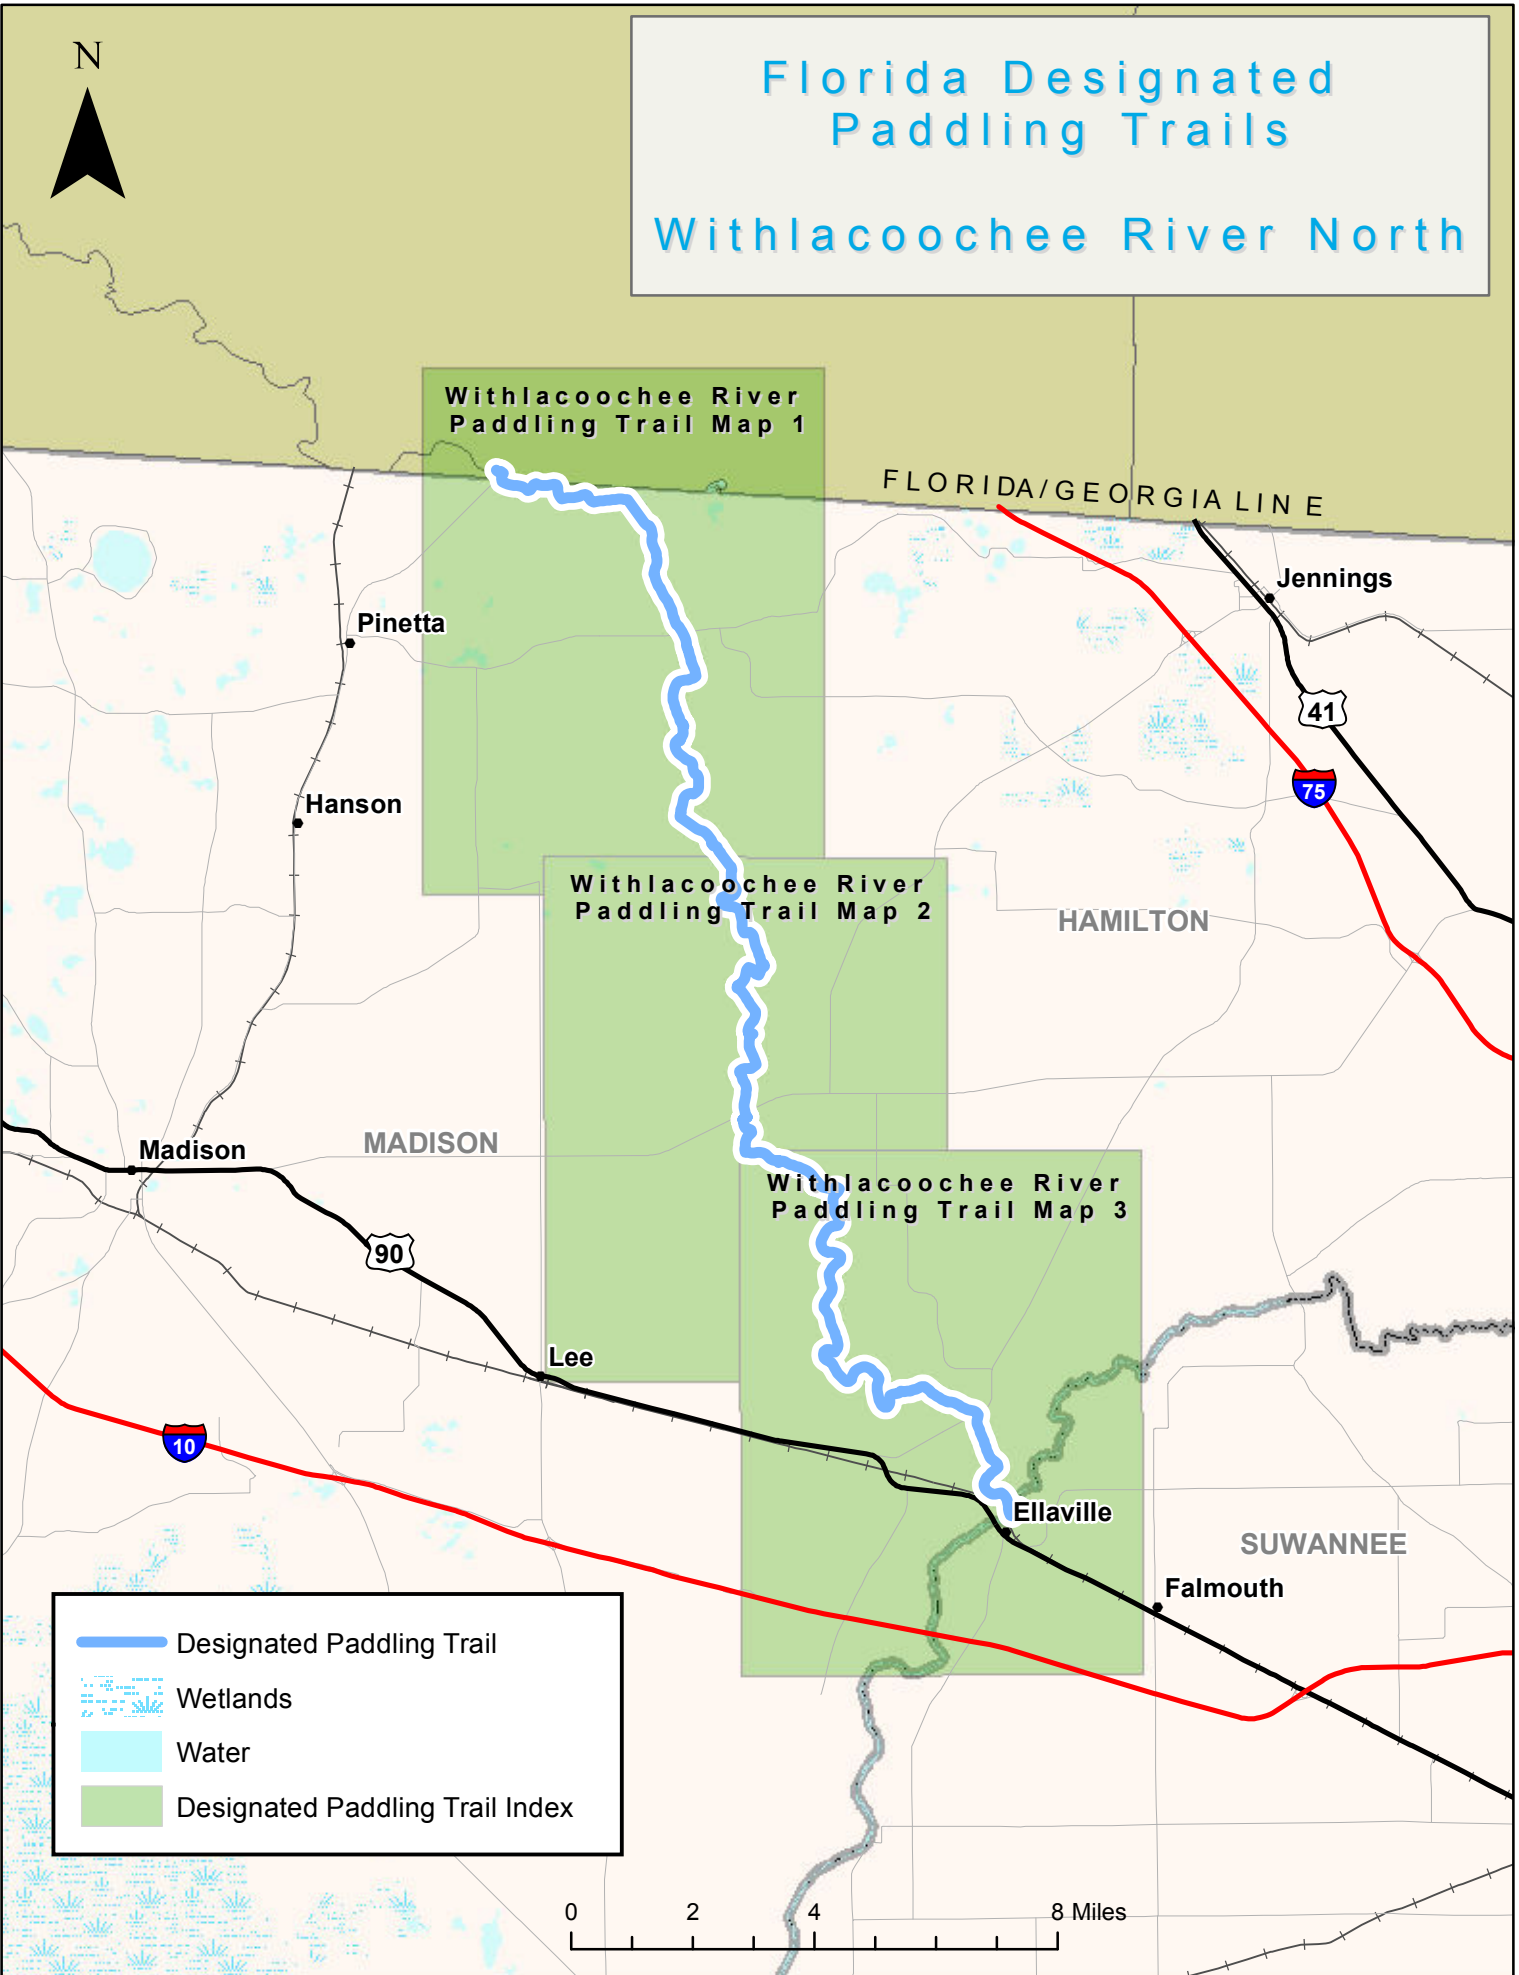 N
Florida Designated
Paddling Trails
Withlacoochee River North
Withlacoochee River
Paddling Trail Map 1
FLORIDA/GEORGIA LINE
Jennings
Pinetta
41
75
Hanson
Withlacoochee River
Paddling Trail Map 2
HAMILTON
Madison
MADISON
Withlacoochee River
Paddling Trail Map 3
90
Lee
10
Ellaville
SUWANNEE
Falmouth
Designated Paddling Trail
Wetlands
Water
Designated Paddling Trail Index
0 2 4 8 Miles